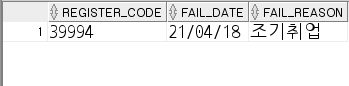 REGISTER_CODE FAIL_DATE FAIL_REASON
1 39994 21/04/18 조기취업